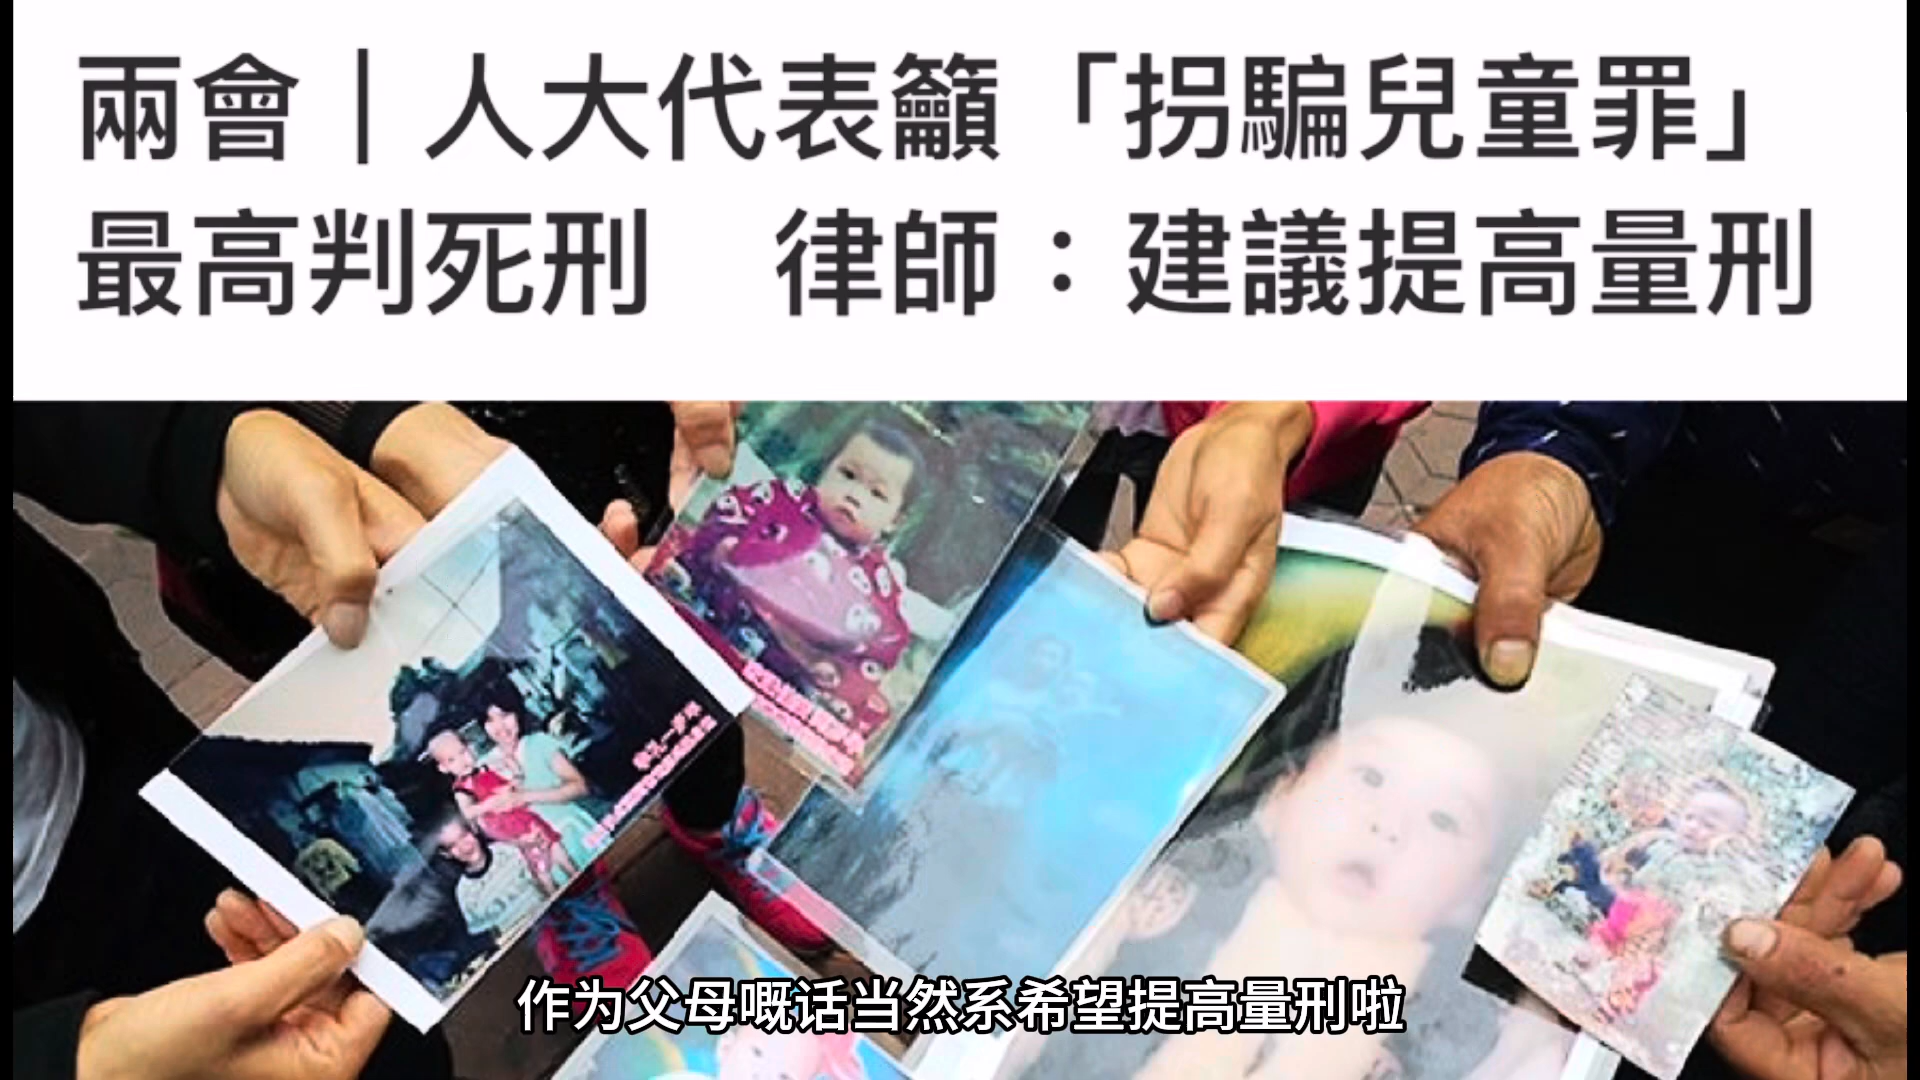 兩會｜人大代表籲「拐騙兒童罪」
最高判死刑　律師：建議提高量刑
作为父母嘅话当然系希望提高量刑啦